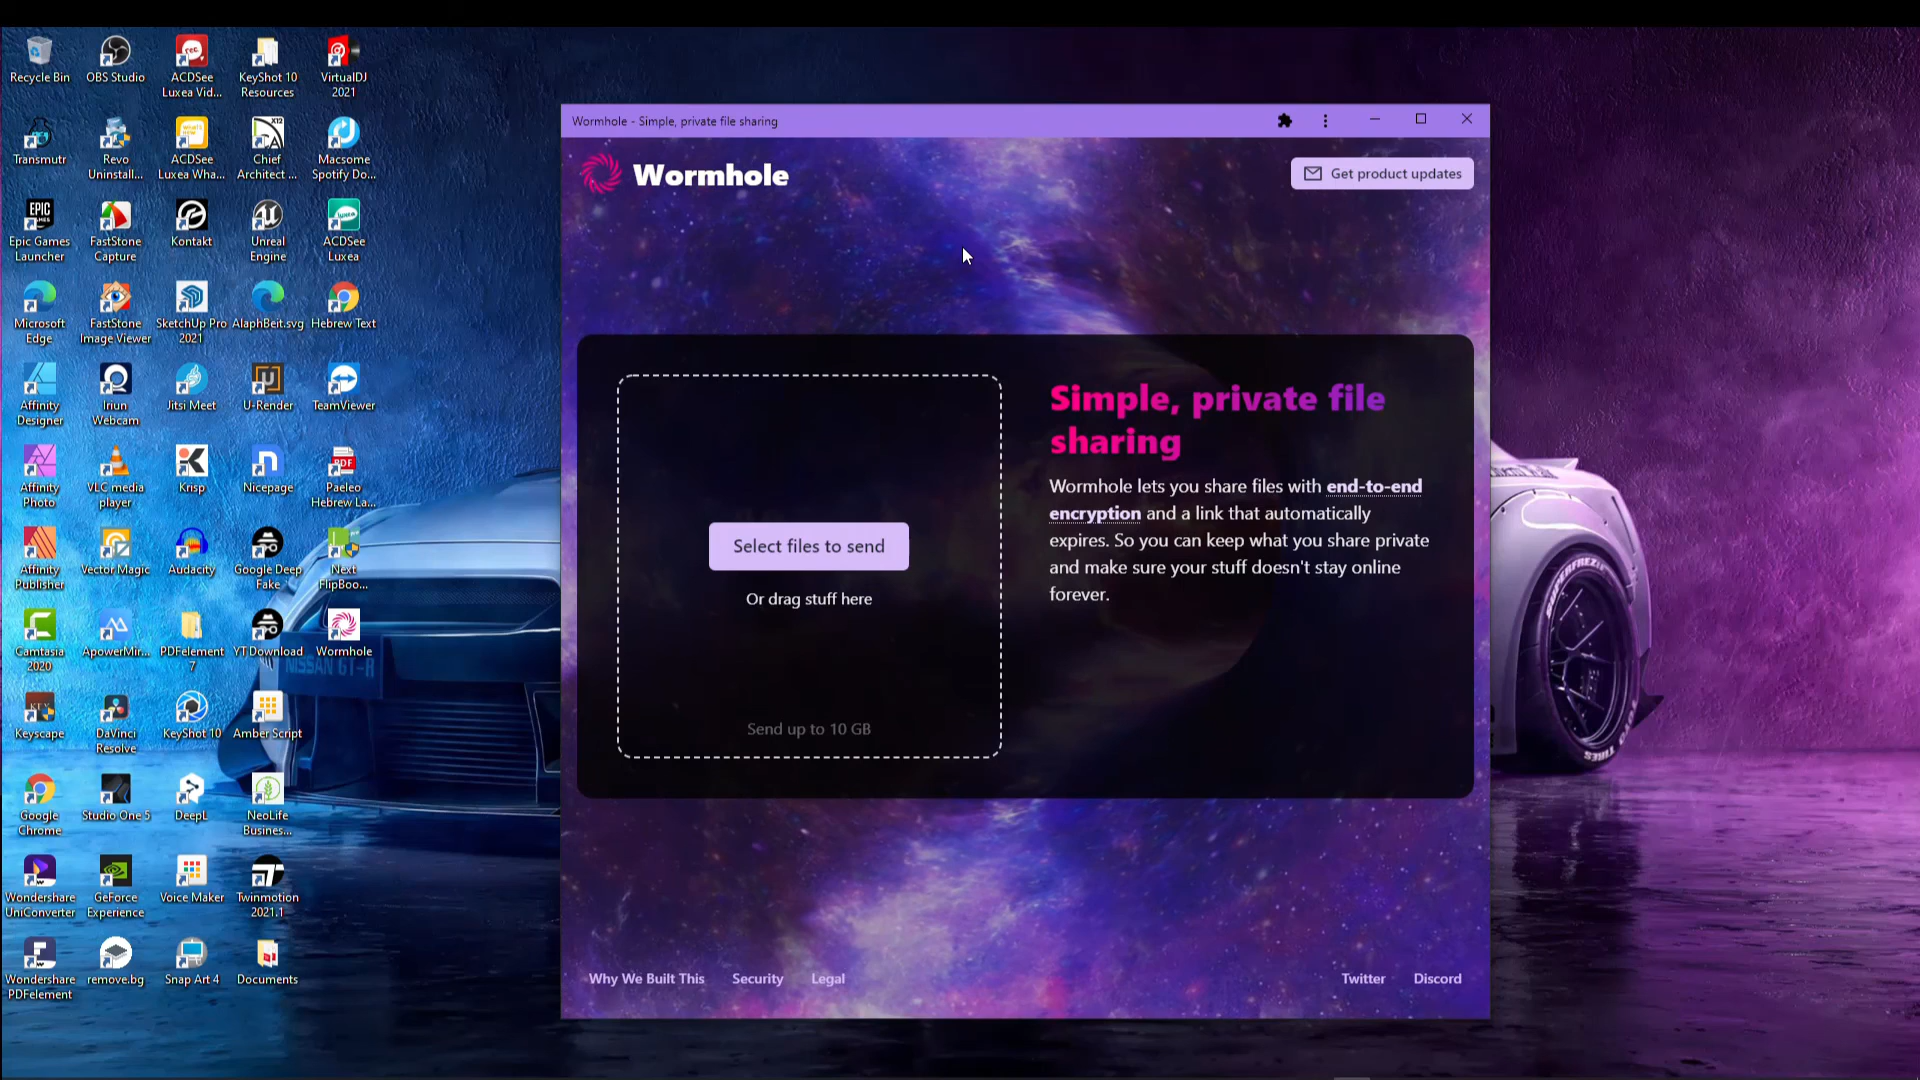 Recycle Bin
OBS Studio
ACDSee
Luxea Vid...
KeyShot 10
Resources
VirtualDJ
2021
Transmutr
Revo
Uninstall...
ACDSee
Luxea Wha...
Chief
Architect ...
Macsome
Spotify Do...
Epic Games
Launcher
FastStone
Capture
Kontakt
Unreal
Engine
ACDSee
Luxea
Microsoft
Edge
FastStone
Image Viewer
SketchUp Pro
2021
AlaphBeit.svg
Hebrew Text
Affinity
Designer
Iriun
Webcam
Jitsi Meet
U-Render
TeamViewer
Affinity
Photo
VLC media
player
Krisp
Nicepage
Paeleo
Hebrew La...
Affinity
Publisher
Vector Magic
Audacity
Google Deep
Fake
Next
FlipBoo...
Camtasia
2020
ApowerMir...
PDFelement
7
YT Download
Wormhole
Keyscape
DaVinci
Resolve
KeyShot 10
Amber Script
Google
Chrome
Studio One 5
DeepL
NeoLife
Busines...
Wondershare
UniConverter
GeForce
Experience
Voice Maker
Twinmotion
2021.1
Wondershare
PDFelement
remove.bg
Snap Art 4
Documents
NISSAN GT-R
Wormhole - Simple, private file sharing
Wormhole
Get product updates
Select files to send
Or drag stuff here
Send up to 10 GB
Simple, private file
sharing
Wormhole lets you share files with end-to-end
encryption and a link that automatically
expires. So you can keep what you share private
and make sure your stuff doesn't stay online
forever.
Why We Built This
Security
Legal
Twitter
Discord